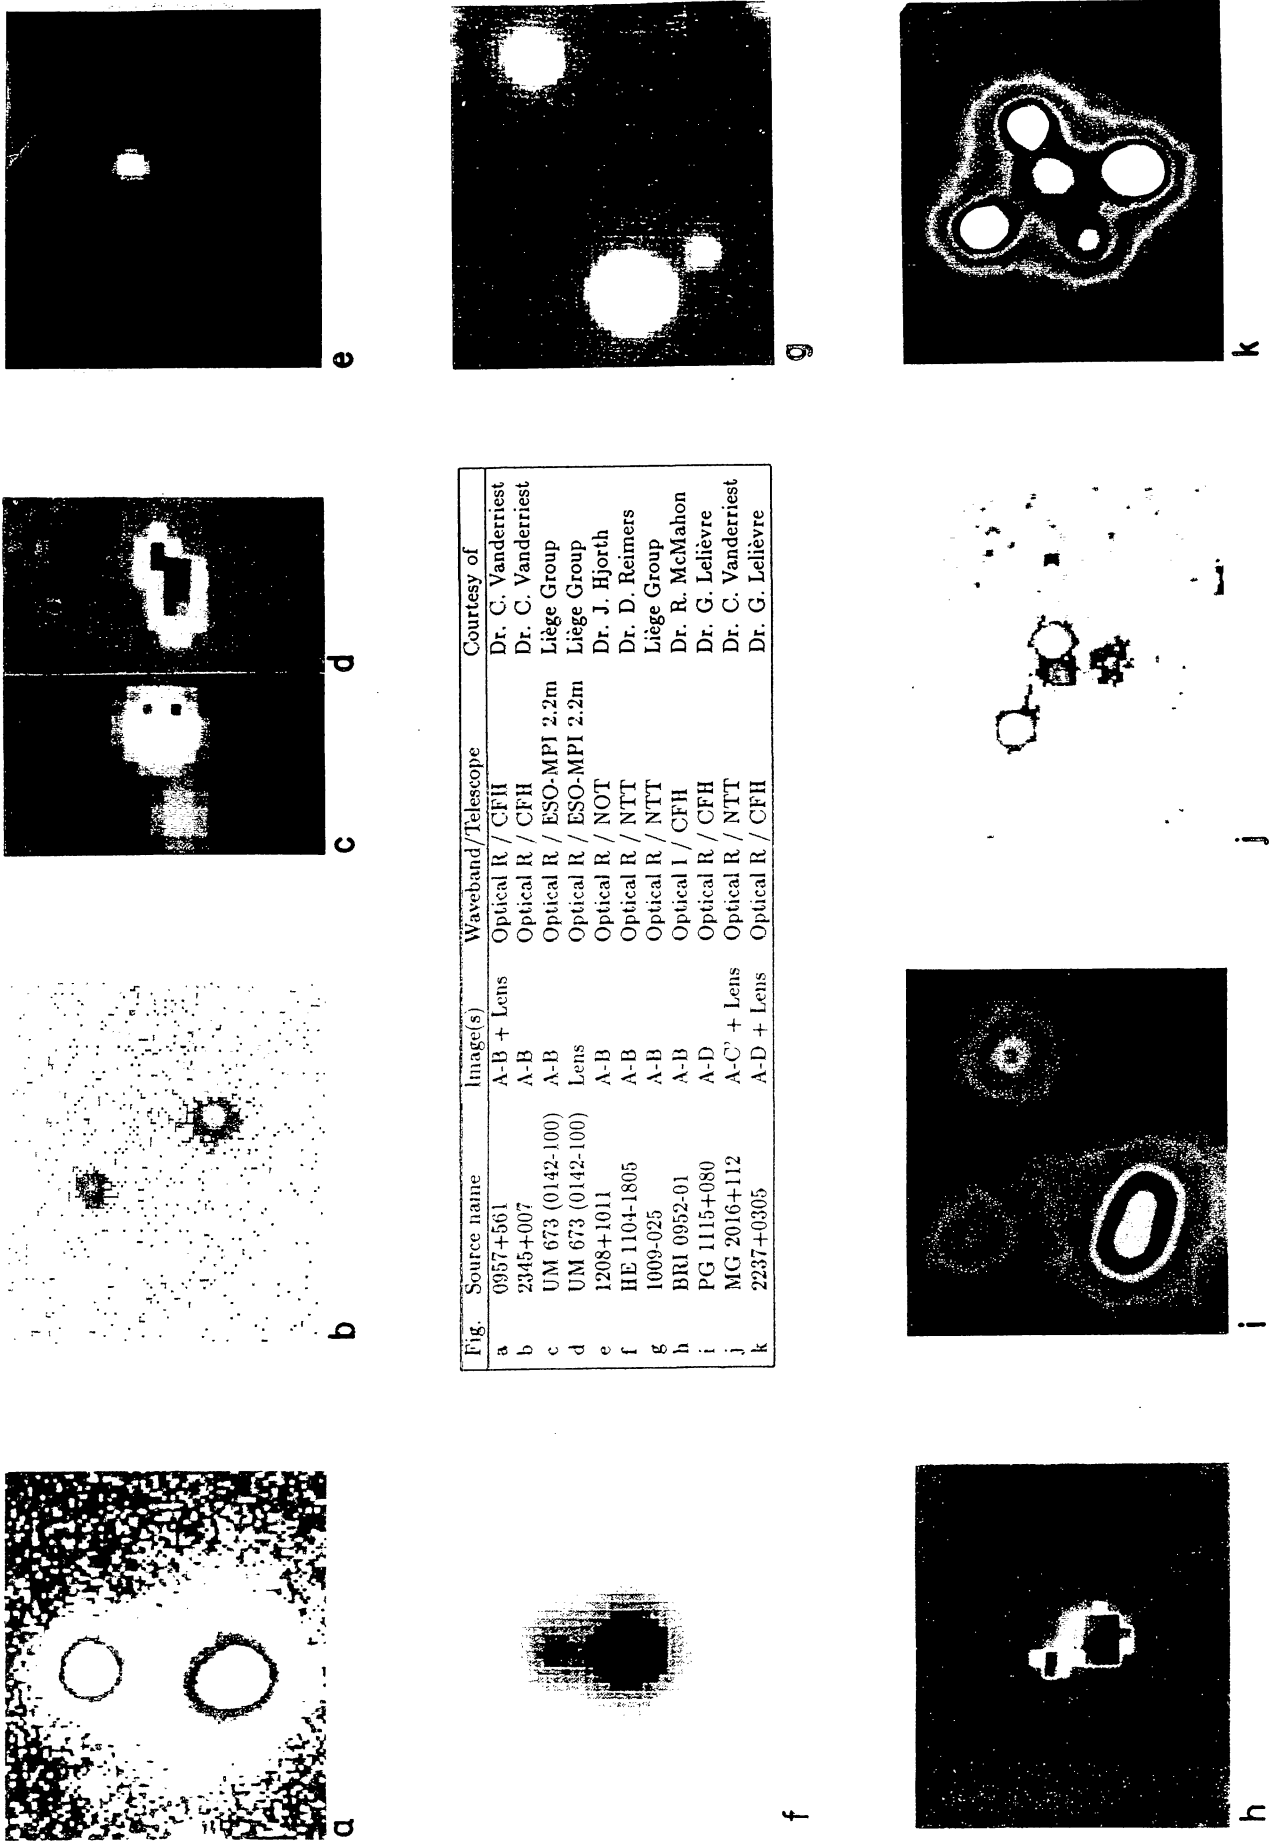 a
b
c
d
e
Fig. Source name Image(s) Waveband/Telescope Courtesy of
a 0957+561 A-B + Lens Optical R / CFH Dr. C. Vanderriest
b 2345+007 A-B Optical R / CFH Dr. C. Vanderriest
c UM 673 (0142-100) A-B Optical R / ESO-MPI 2.2m Liège Group
d UM 673 (0142-100) Lens Optical R / ESO-MPI 2.2m Liège Group
e 1208+1011 A-B Optical R / NOT Dr. J. Hjorth
f HE 1104-1805 A-B Optical R / NTT Dr. D. Reimers
g 1009-025 A-B Optical R / NTT Liège Group
h BRI 0952-01 A-B Optical I / CFH Dr. R. McMahon
i PG 1115+080 A-D Optical R / CFH Dr. G. Lelièvre
j MG 2016+112 A-C' + Lens Optical R / NTT Dr. C. Vanderriest
k 2237+0305 A-D + Lens Optical R / CFH Dr. G. Lelièvre
f
g
h
i
j
k